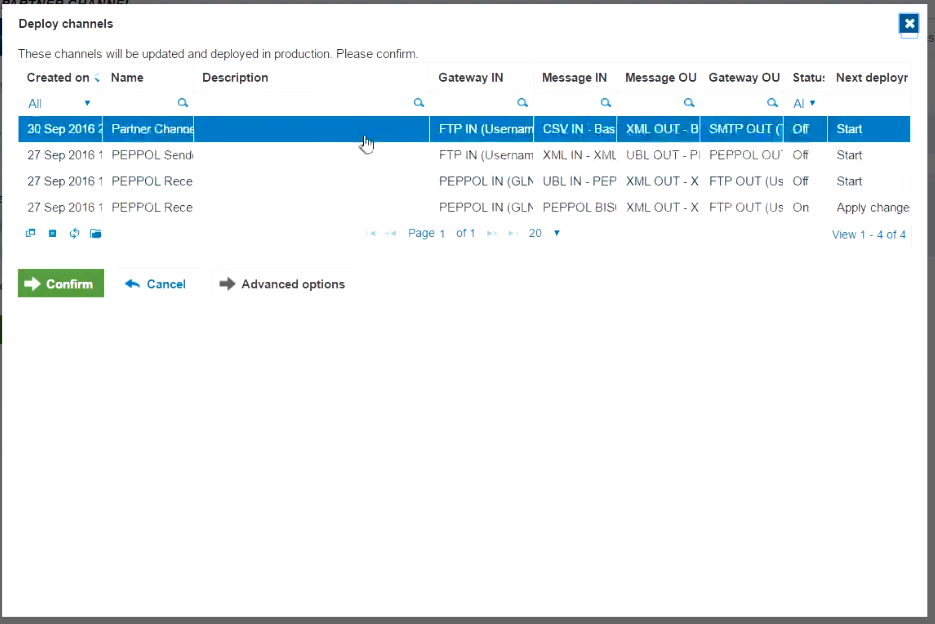 PARTNER CHANNEL
Deploy channels
These channels will be updated and deployed in production. Please confirm.
Created on Name Description Gateway IN Message IN Message OU Gateway OU Status Next deployr
All Al
30 Sep 2016 2 Partner Channe FTP IN (Usernam CSV IN - Bas XML OUT - B SMTP OUT (T Off Start
27 Sep 2016 1 PEPPOL Send FTP IN (Usernam XML IN - XML UBL OUT - P PEPPOL OU Off Start
27 Sep 2016 1 PEPPOL Rece PEPPOL IN (GLN UBL IN - PEP XML OUT - X FTP OUT (Us Off Start
27 Sep 2016 1 PEPPOL Rece PEPPOL IN (GLN PEPPOL BIS XML OUT - X FTP OUT (Us On Apply change
Page 1 of 1 20 View 1 - 4 of 4
Confirm Cancel Advanced options